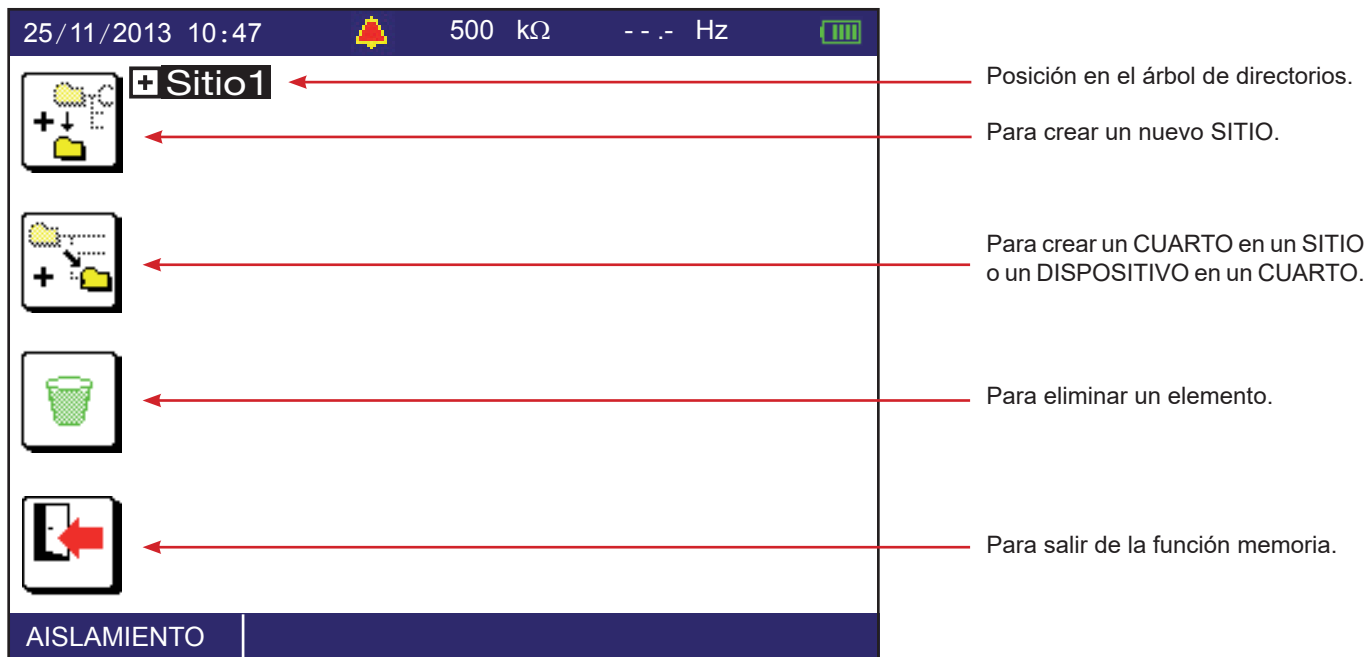 25/11/2013 10:47 500 kΩ - - .- Hz
+ Sitio1
Posición en el árbol de directorios.
Para crear un nuevo SITIO.
Para crear un CUARTO en un SITIO
o un DISPOSITIVO en un CUARTO.
Para eliminar un elemento.
Para salir de la función memoria.
AISLAMIENTO